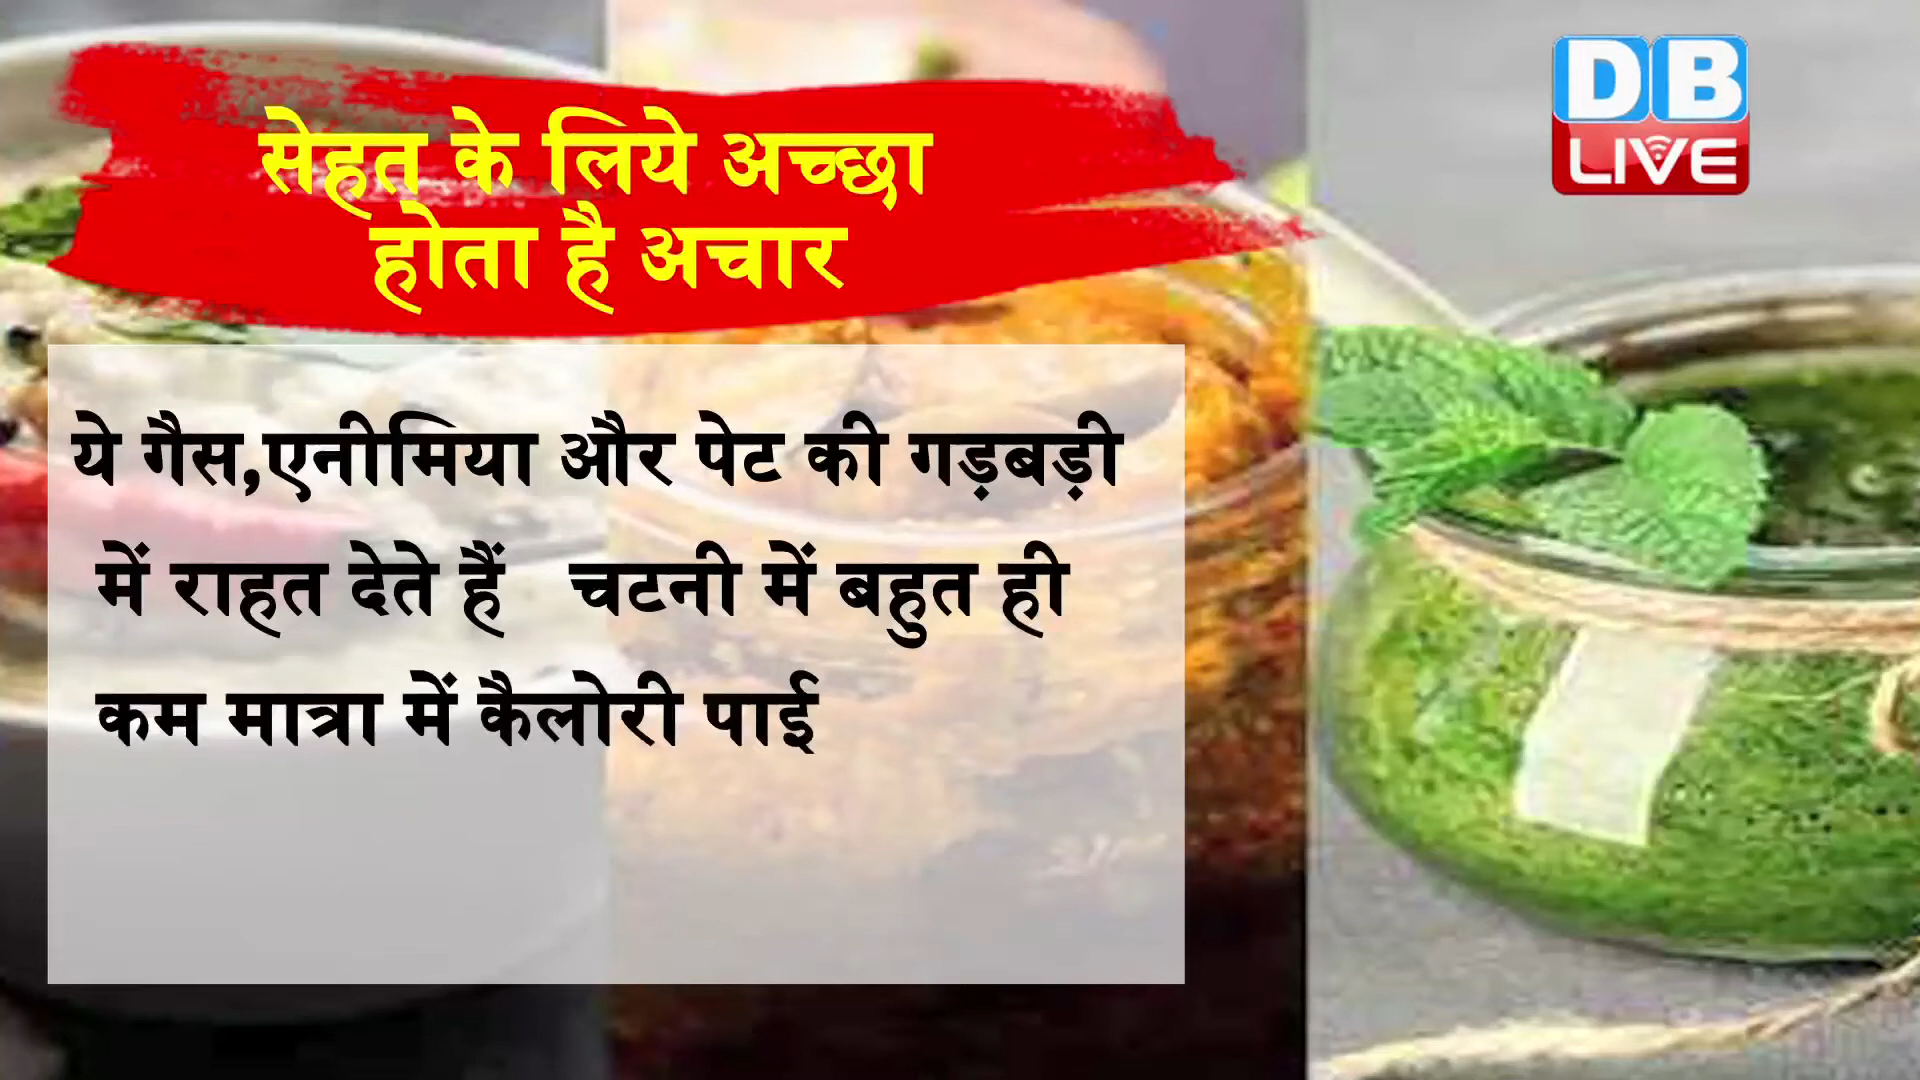 सेहत के लिये अच्छा
होता है अचार
DB
LIVE
ये गैस,एनीमिया और पेट की गड़बड़ी
में राहत देते हैं चटनी में बहुत ही
कम मात्रा में कैलोरी पाई